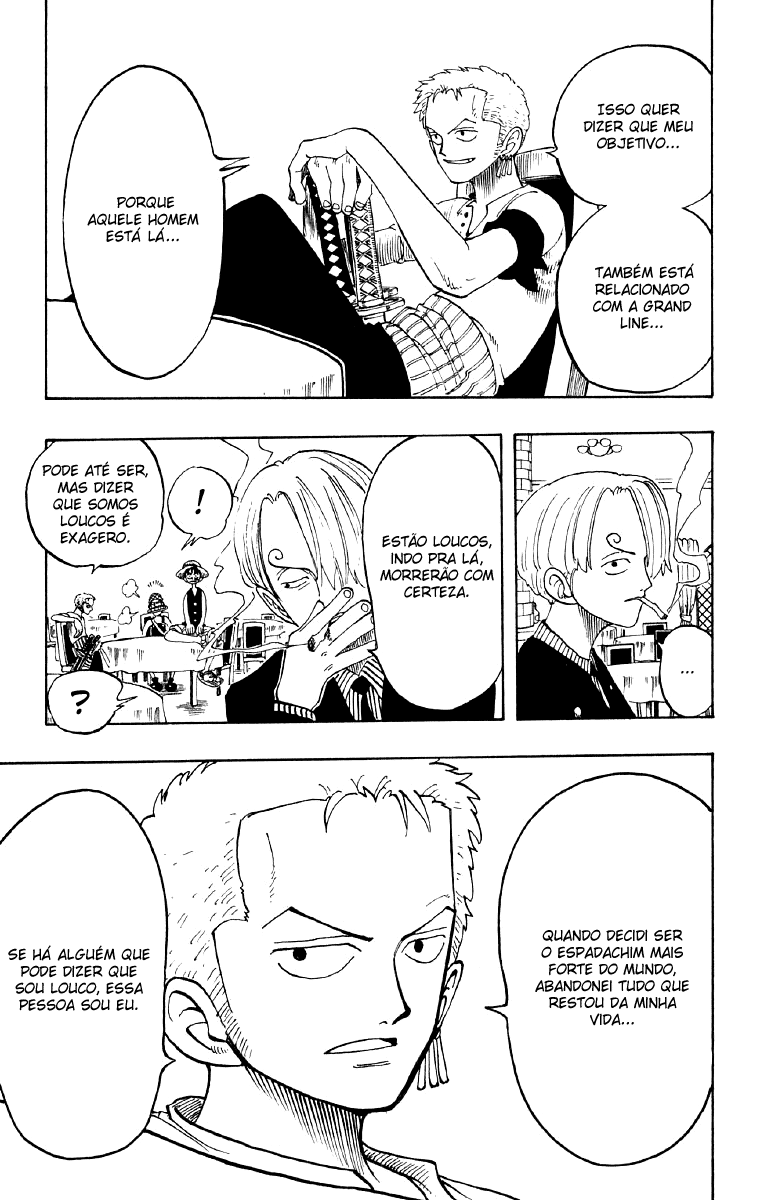 ISSO QUER
DIZER QUE MEU
OBJETIVO...
TAMBÉM ESTÁ
RELACIONADO
COM A GRAND
LINE...
PORQUE
AQUELE HOMEM
ESTÁ LÁ...
...
ESTÃO LOUCOS,
INDO PRA LÁ,
MORRERÃO COM
CERTEZA.
!
PODE ATÉ SER,
MAS DIZER
QUE SOMOS
LOUCOS É
EXAGERO.
?
QUANDO DECIDI SER
O ESPADACHIM MAIS
FORTE DO MUNDO,
ABANDONEI TUDO QUE
RESTOU DA MINHA
VIDA...
SE HÁ ALGUÉM QUE
PODE DIZER QUE
SOU LOUCO, ESSA
PESSOA SOU EU.